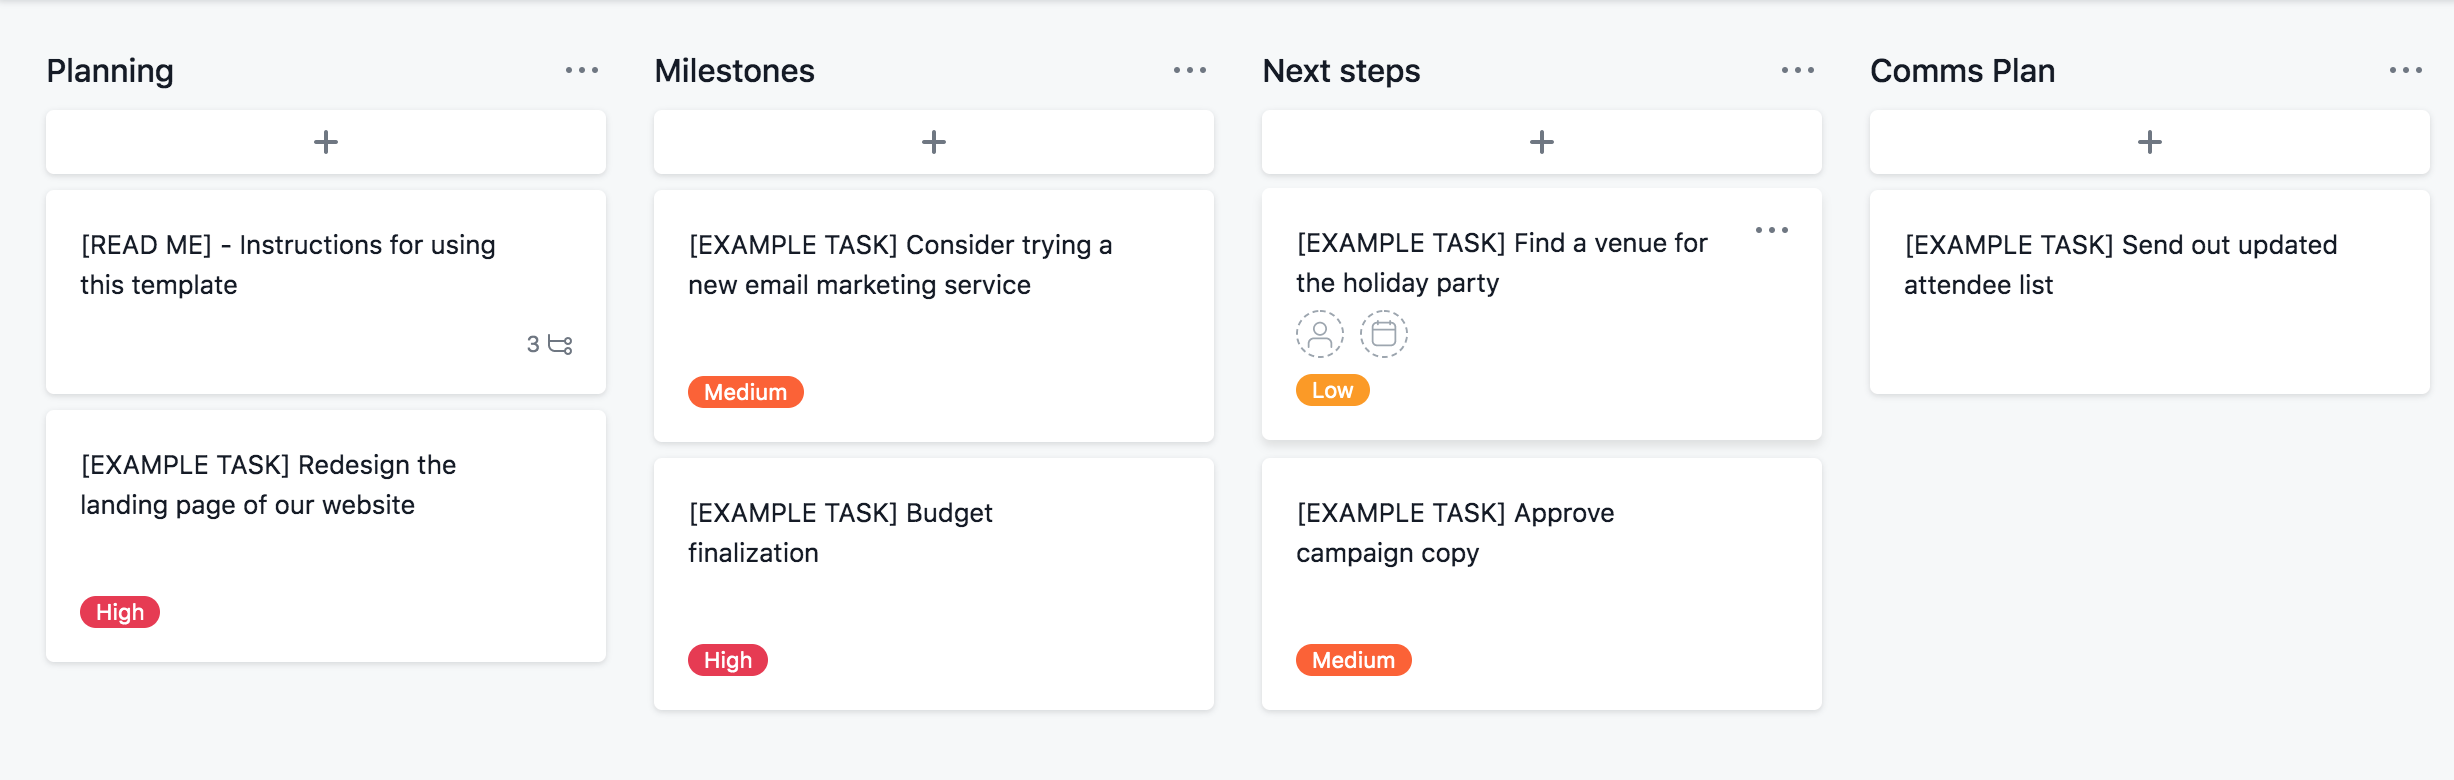 Planning
[READ ME] - Instructions for using
this template
3
[EXAMPLE TASK] Redesign the
landing page of our website
High
Milestones
[EXAMPLE TASK] Consider trying a
new email marketing service
Medium
[EXAMPLE TASK] Budget
finalization
High
Next steps
[EXAMPLE TASK] Find a venue for
the holiday party
Low
[EXAMPLE TASK] Approve
campaign copy
Medium
Comms Plan
[EXAMPLE TASK] Send out updated
attendee list